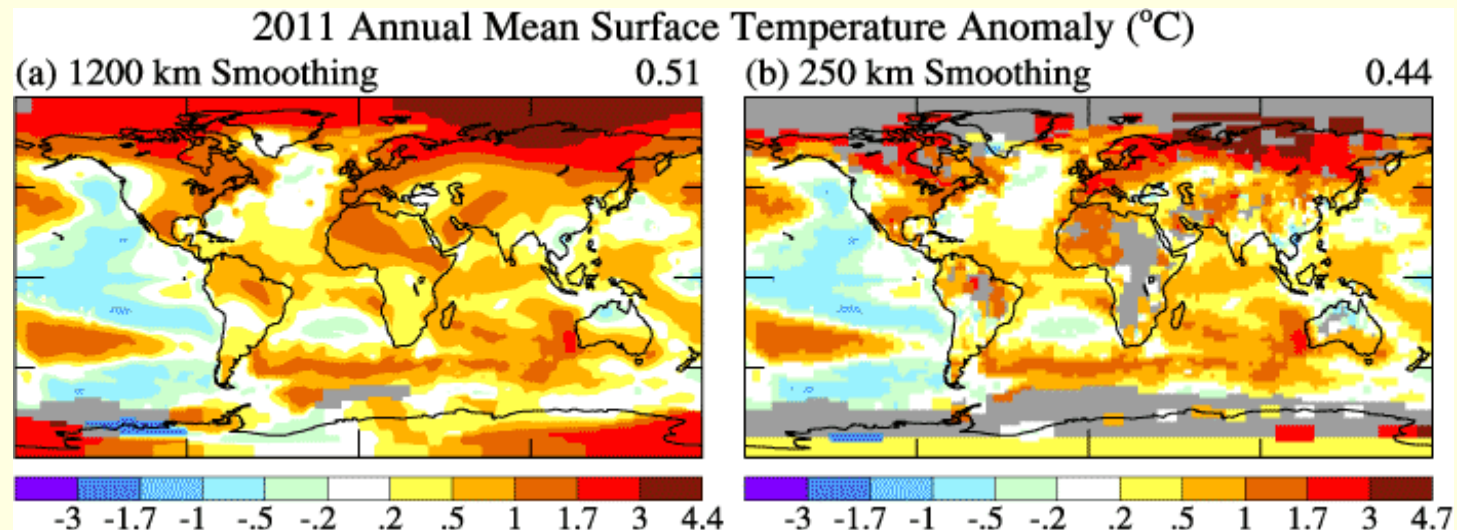 2011 Annual Mean Surface Temperature Anomaly (°C)
(a) 1200 km Smoothing 0.51
(b) 250 km Smoothing 0.44
-3 -1.7 -1 -.5 -.2 .2 .5 1 1.7 3 4.4
-3 -1.7 -1 -.5 -.2 .2 .5 1 1.7 3 4.7